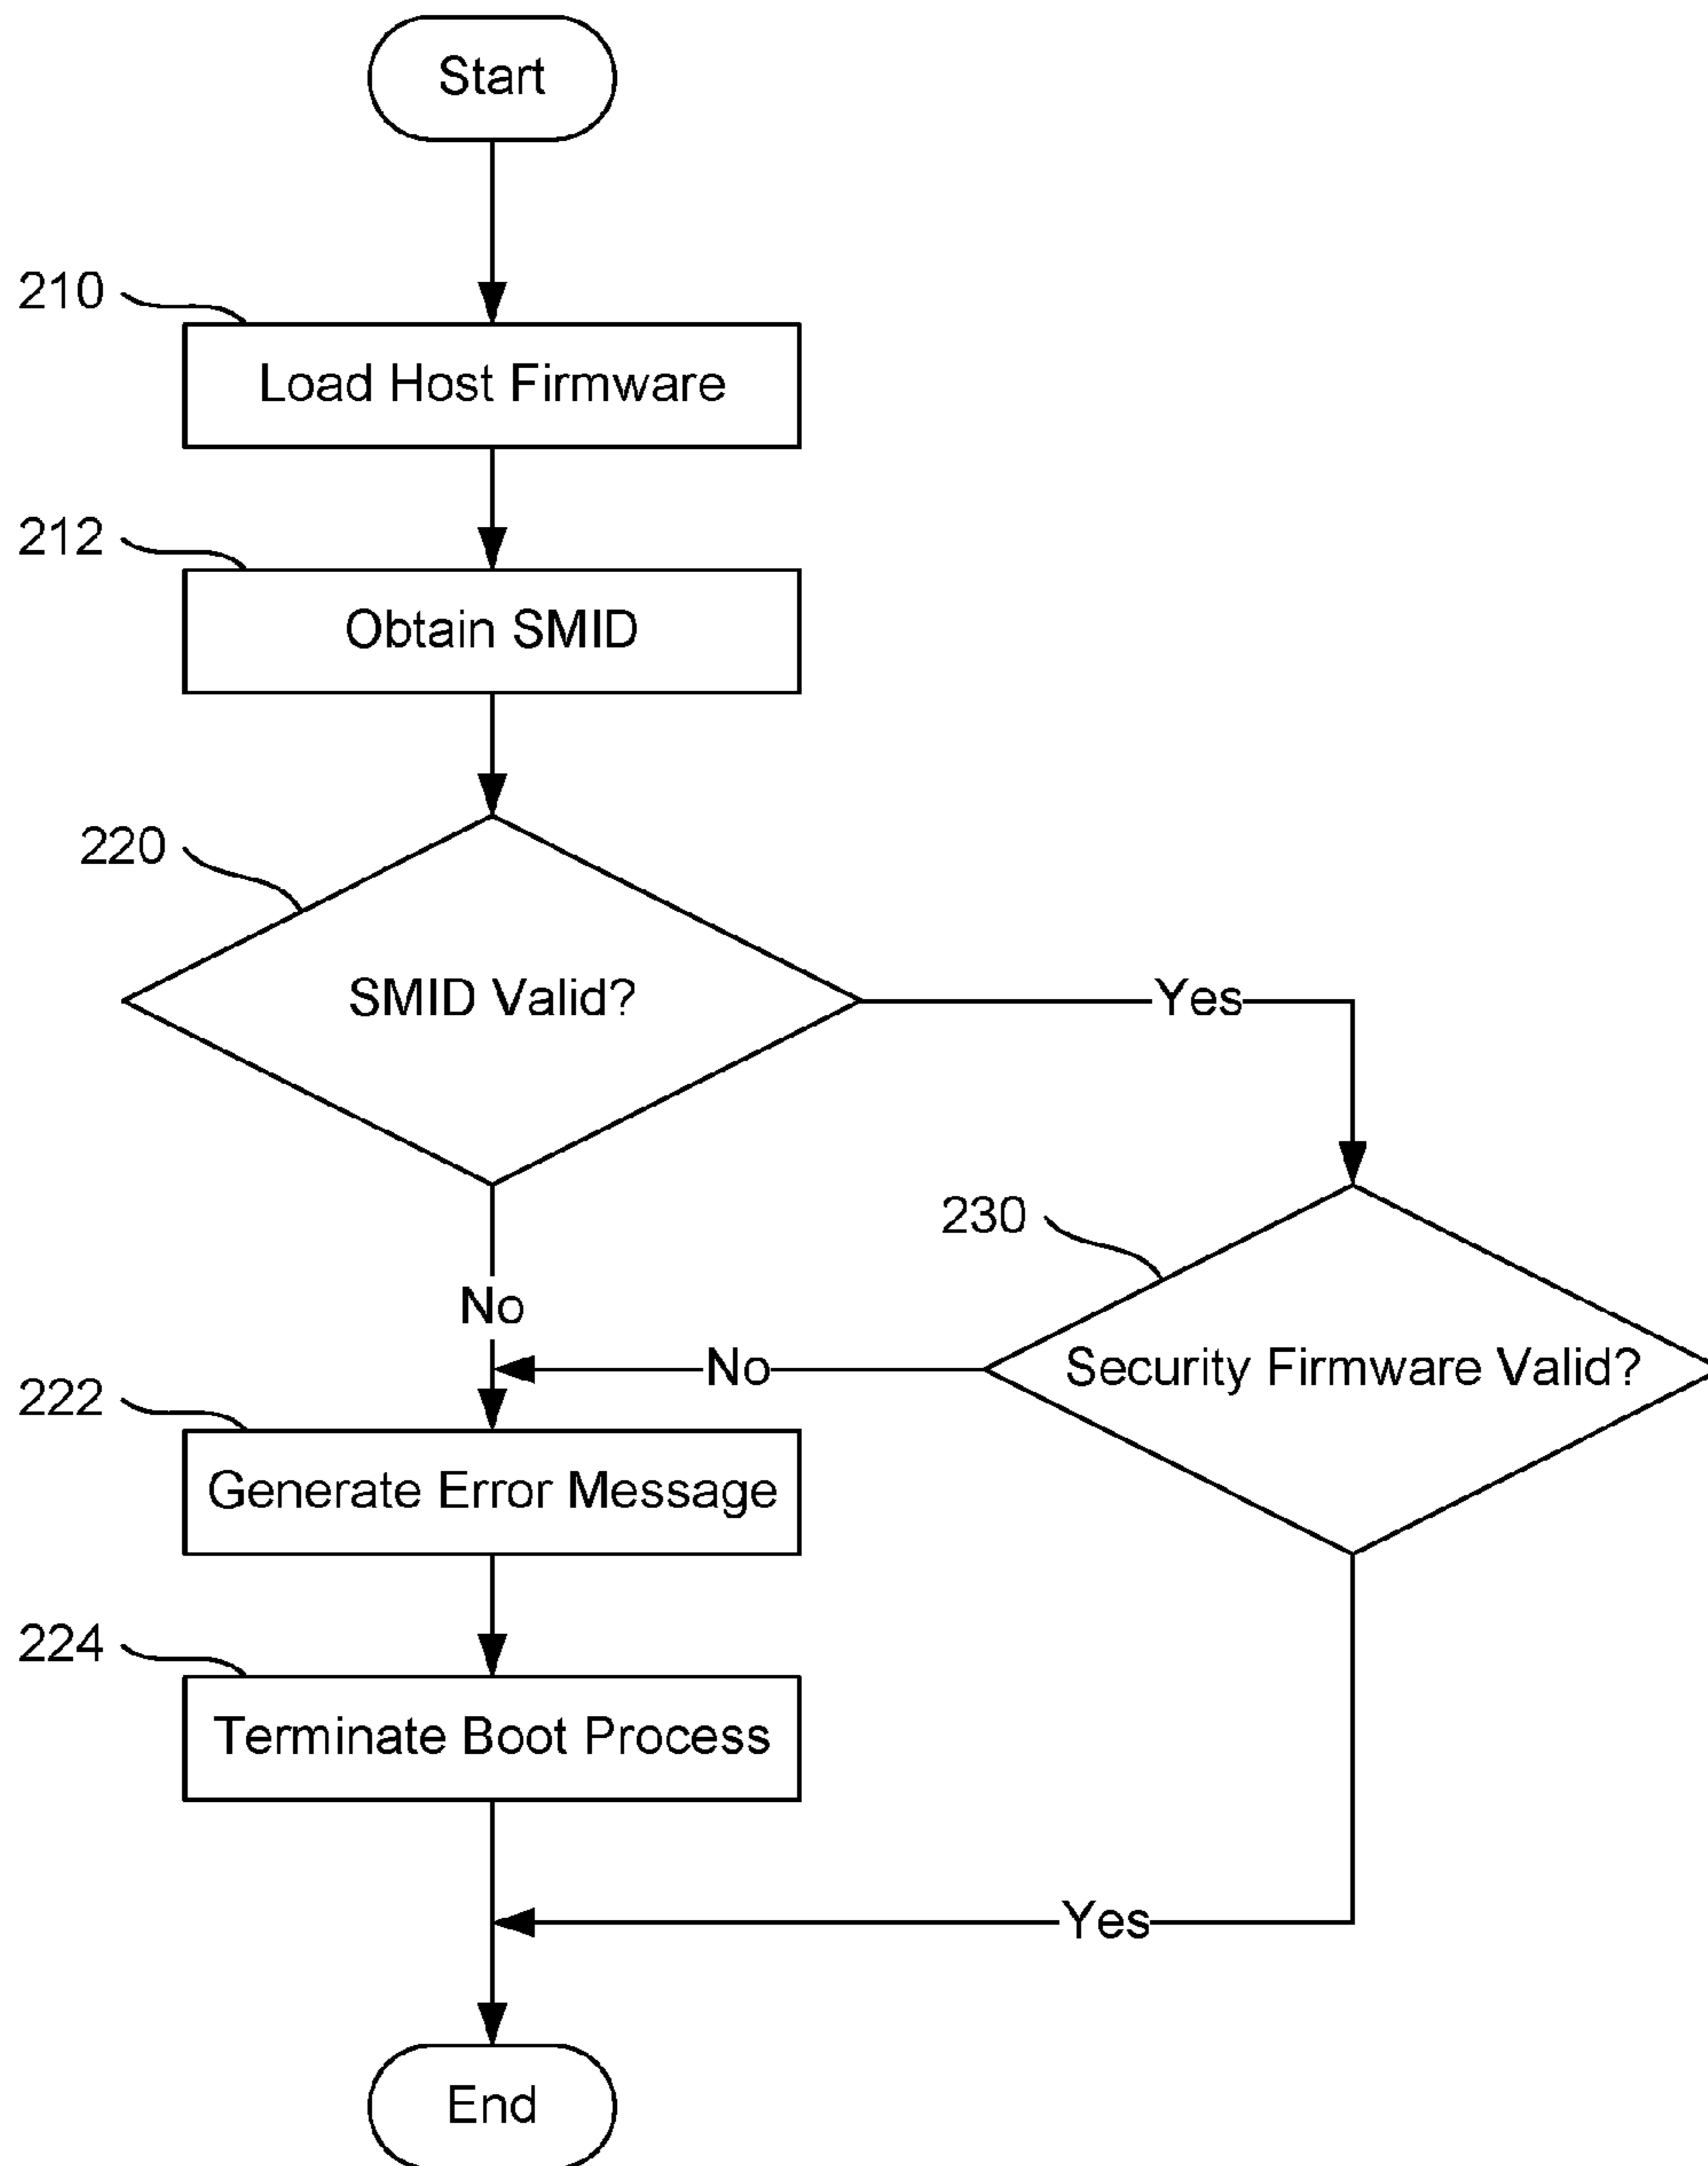 Start
210
Load Host Firmware
212
Obtain SMID
220
SMID Valid?
Yes
230
No
Security Firmware Valid?
No
222
Generate Error Message
224
Terminate Boot Process
Yes
End